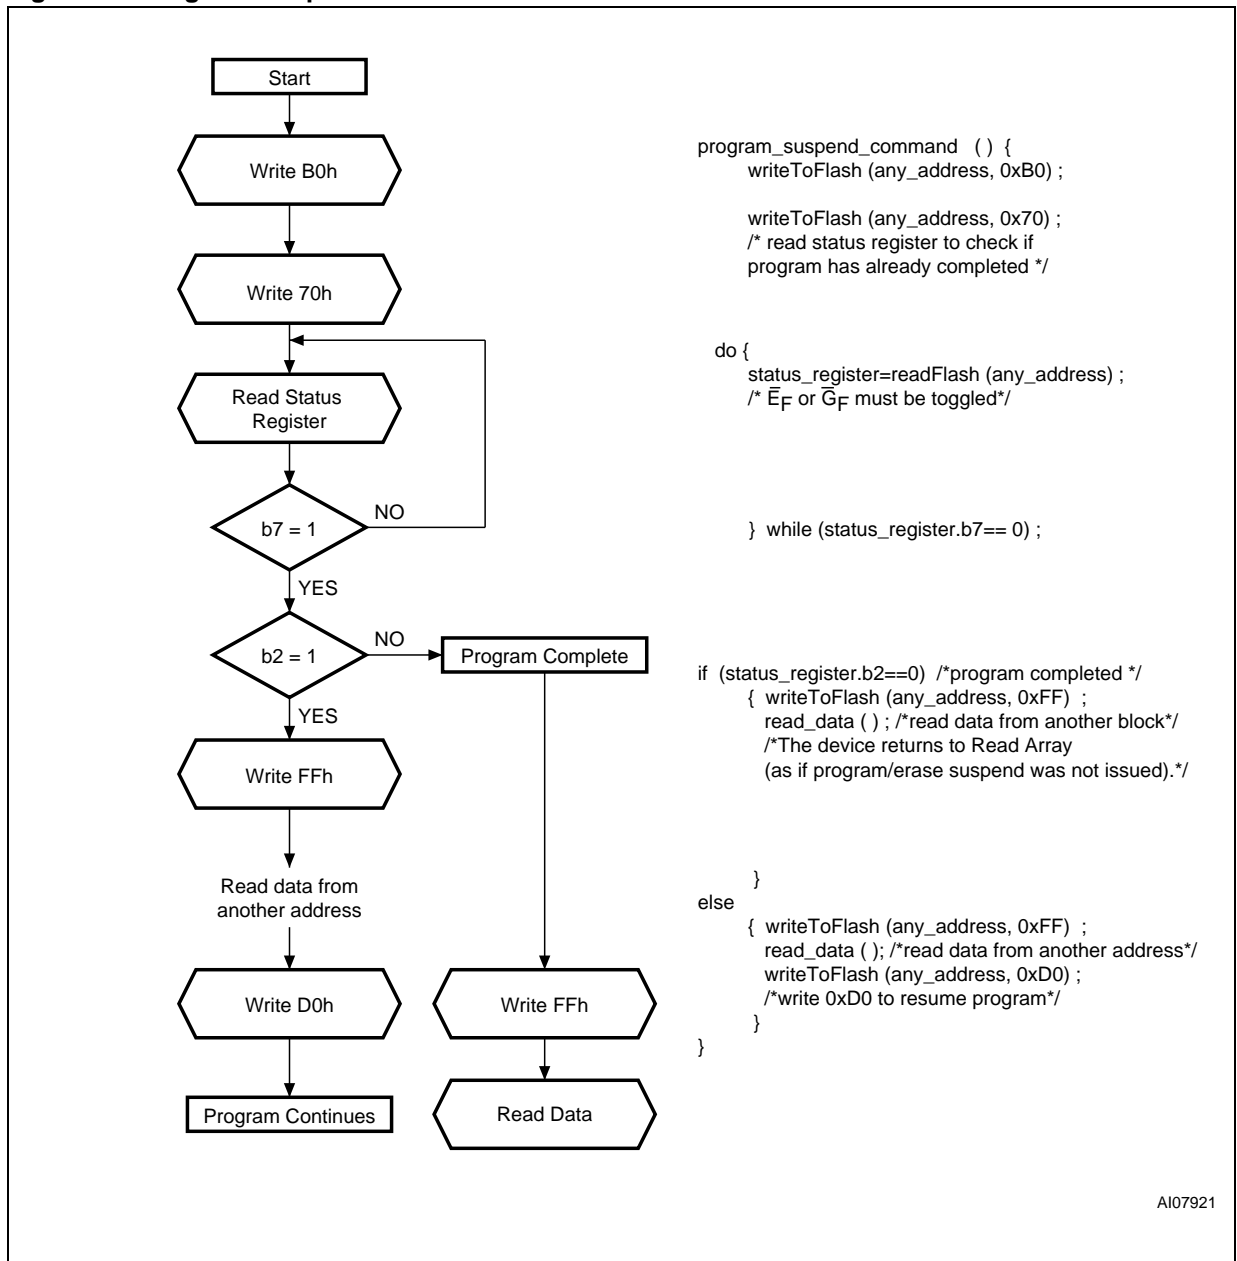 Start
Write B0h
Write 70h
Read Status
Register
b7 = 1
NO
YES
b2 = 1
NO
Program Complete
YES
Write FFh
Read data from
another address
Write D0h
Write FFh
Program Continues
Read Data
program_suspend_command ( ) {
writeToFlash (any_address, 0xB0) ;
writeToFlash (any_address, 0x70) ;
/* read status register to check if
program has already completed */
do {
status_register=readFlash (any_address) ;
/* E̅F or G̅F must be toggled*/
} while (status_register.b7== 0) ;
if (status_register.b2==0) /*program completed */
{ writeToFlash (any_address, 0xFF) ;
read_data ( ) ; /*read data from another block*/
/*The device returns to Read Array
(as if program/erase suspend was not issued).*/
}
else
{ writeToFlash (any_address, 0xFF) ;
read_data ( ); /*read data from another address*/
writeToFlash (any_address, 0xD0) ;
/*write 0xD0 to resume program*/
}
}
AI07921